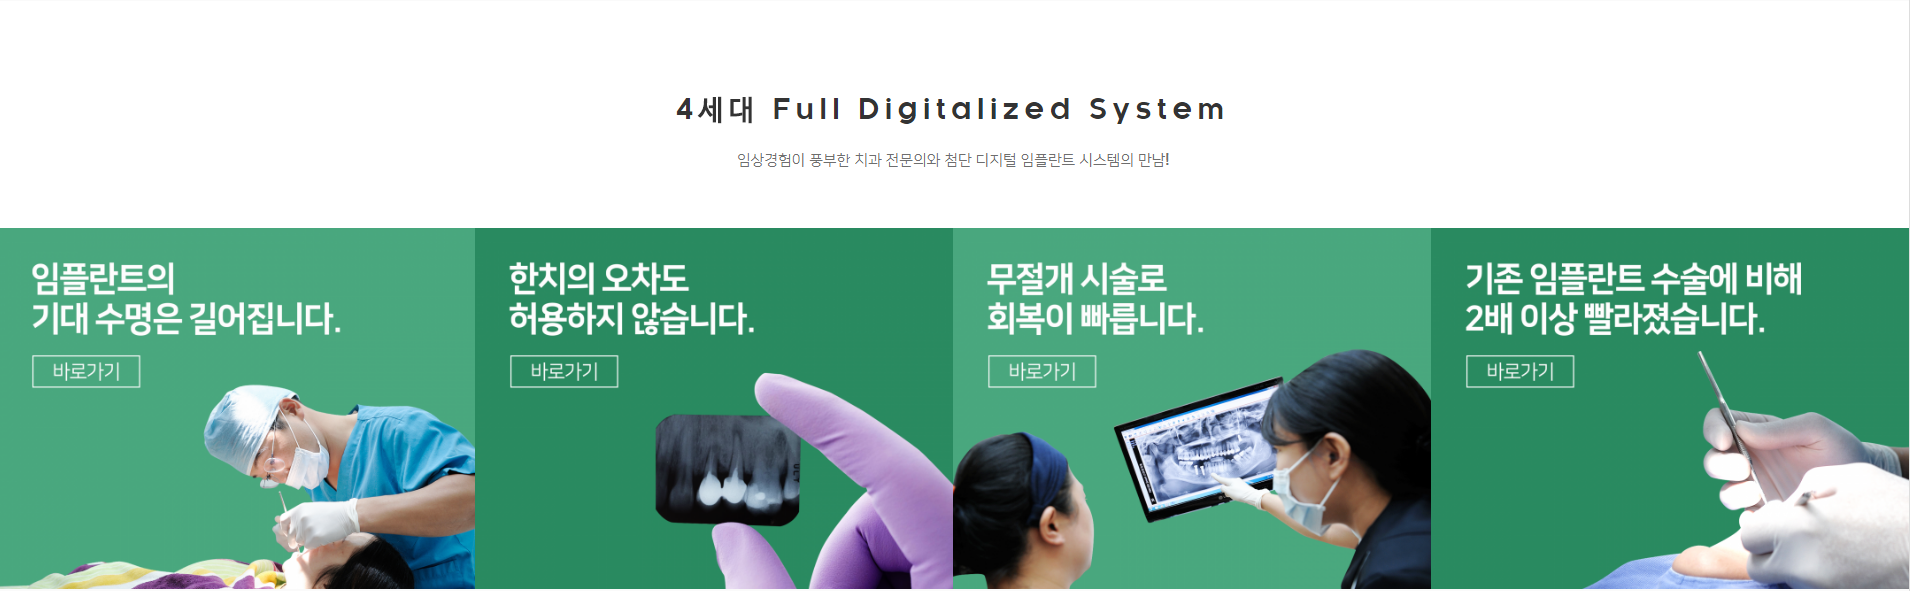 4세대 Full Digitalized System
임상경험이 풍부한 치과 전문의와 첨단 디지털 임플란트 시스템의 만남!
임플란트의
기대 수명은 길어집니다.
바로가기
한치의 오차도
허용하지 않습니다.
바로가기
무절개 시술로
회복이 빠릅니다.
바로가기
기존 임플란트 수술에 비해
2배 이상 빨라졌습니다.
바로가기